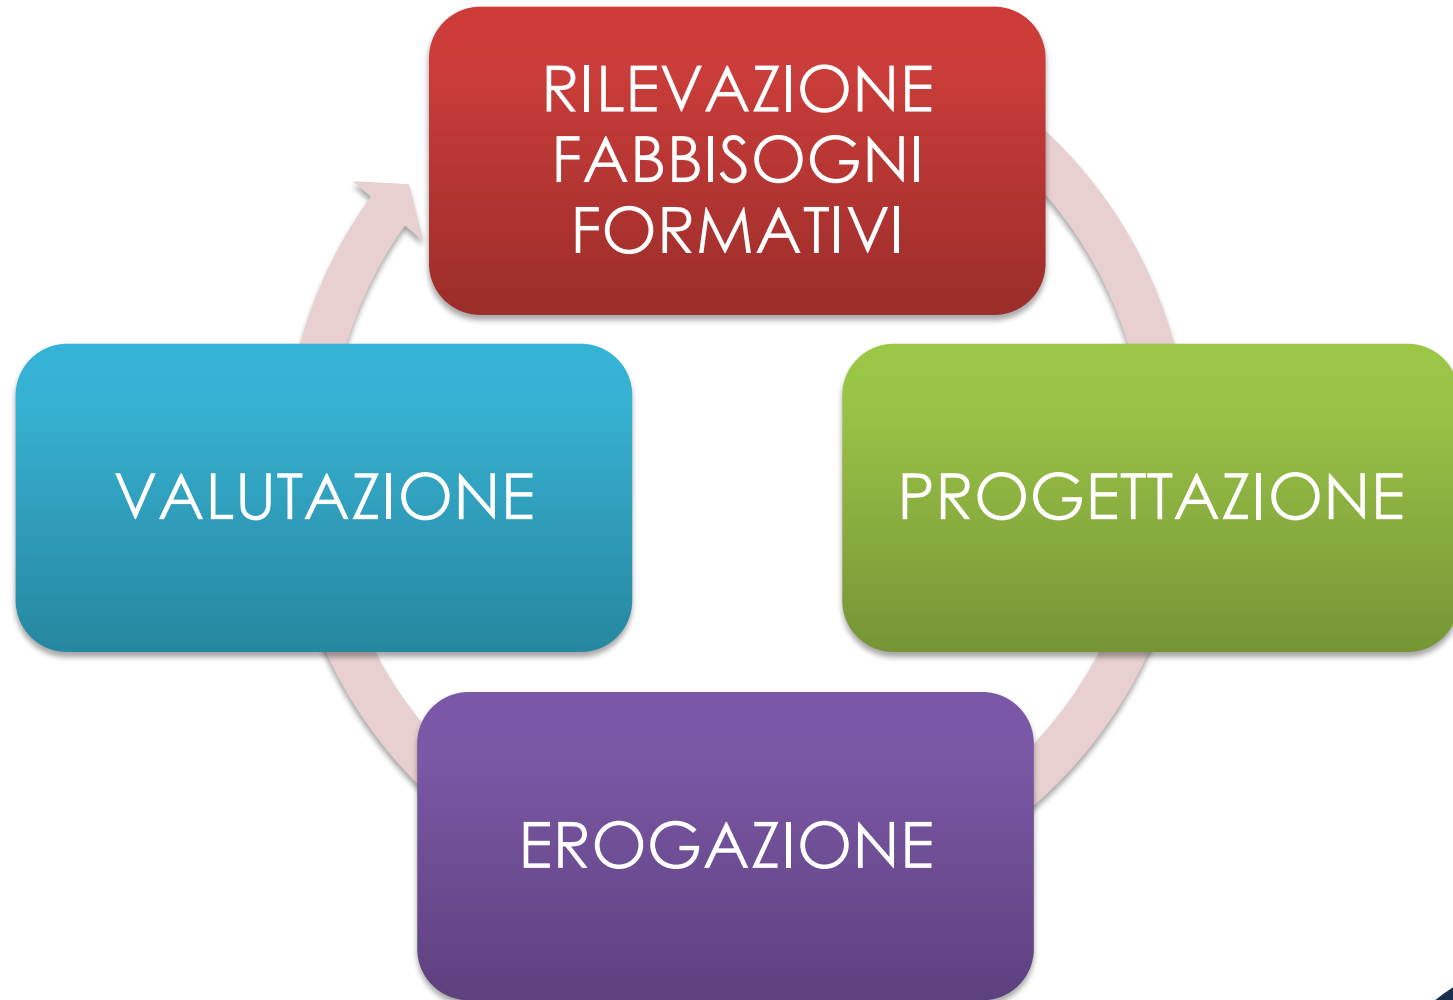 RILEVAZIONE
FABBISOGNI
FORMATIVI
VALUTAZIONE
PROGETTAZIONE
EROGAZIONE